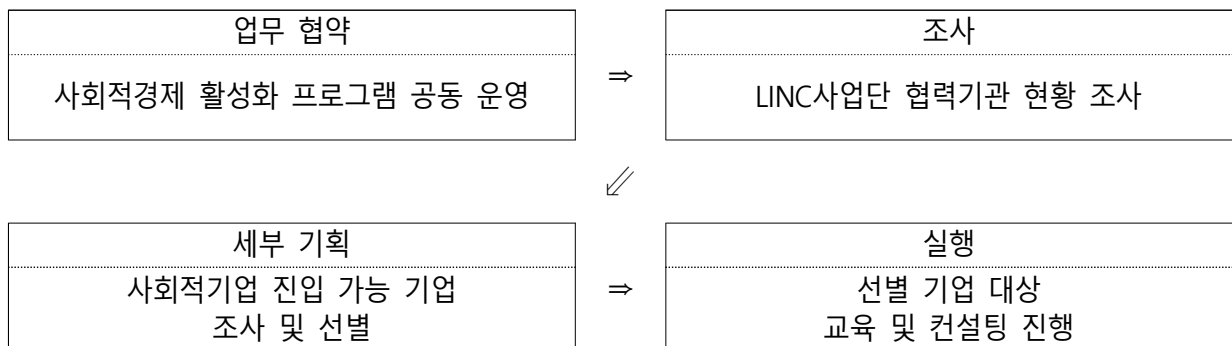 업무 협약
사회적경제 활성화 프로그램 공동 운영
⇒
조사
LINC사업단 협력기관 현황 조사
⇙
세부 기획
사회적기업 진입 가능 기업
조사 및 선별
⇒
실행
선별 기업 대상
교육 및 컨설팅 진행